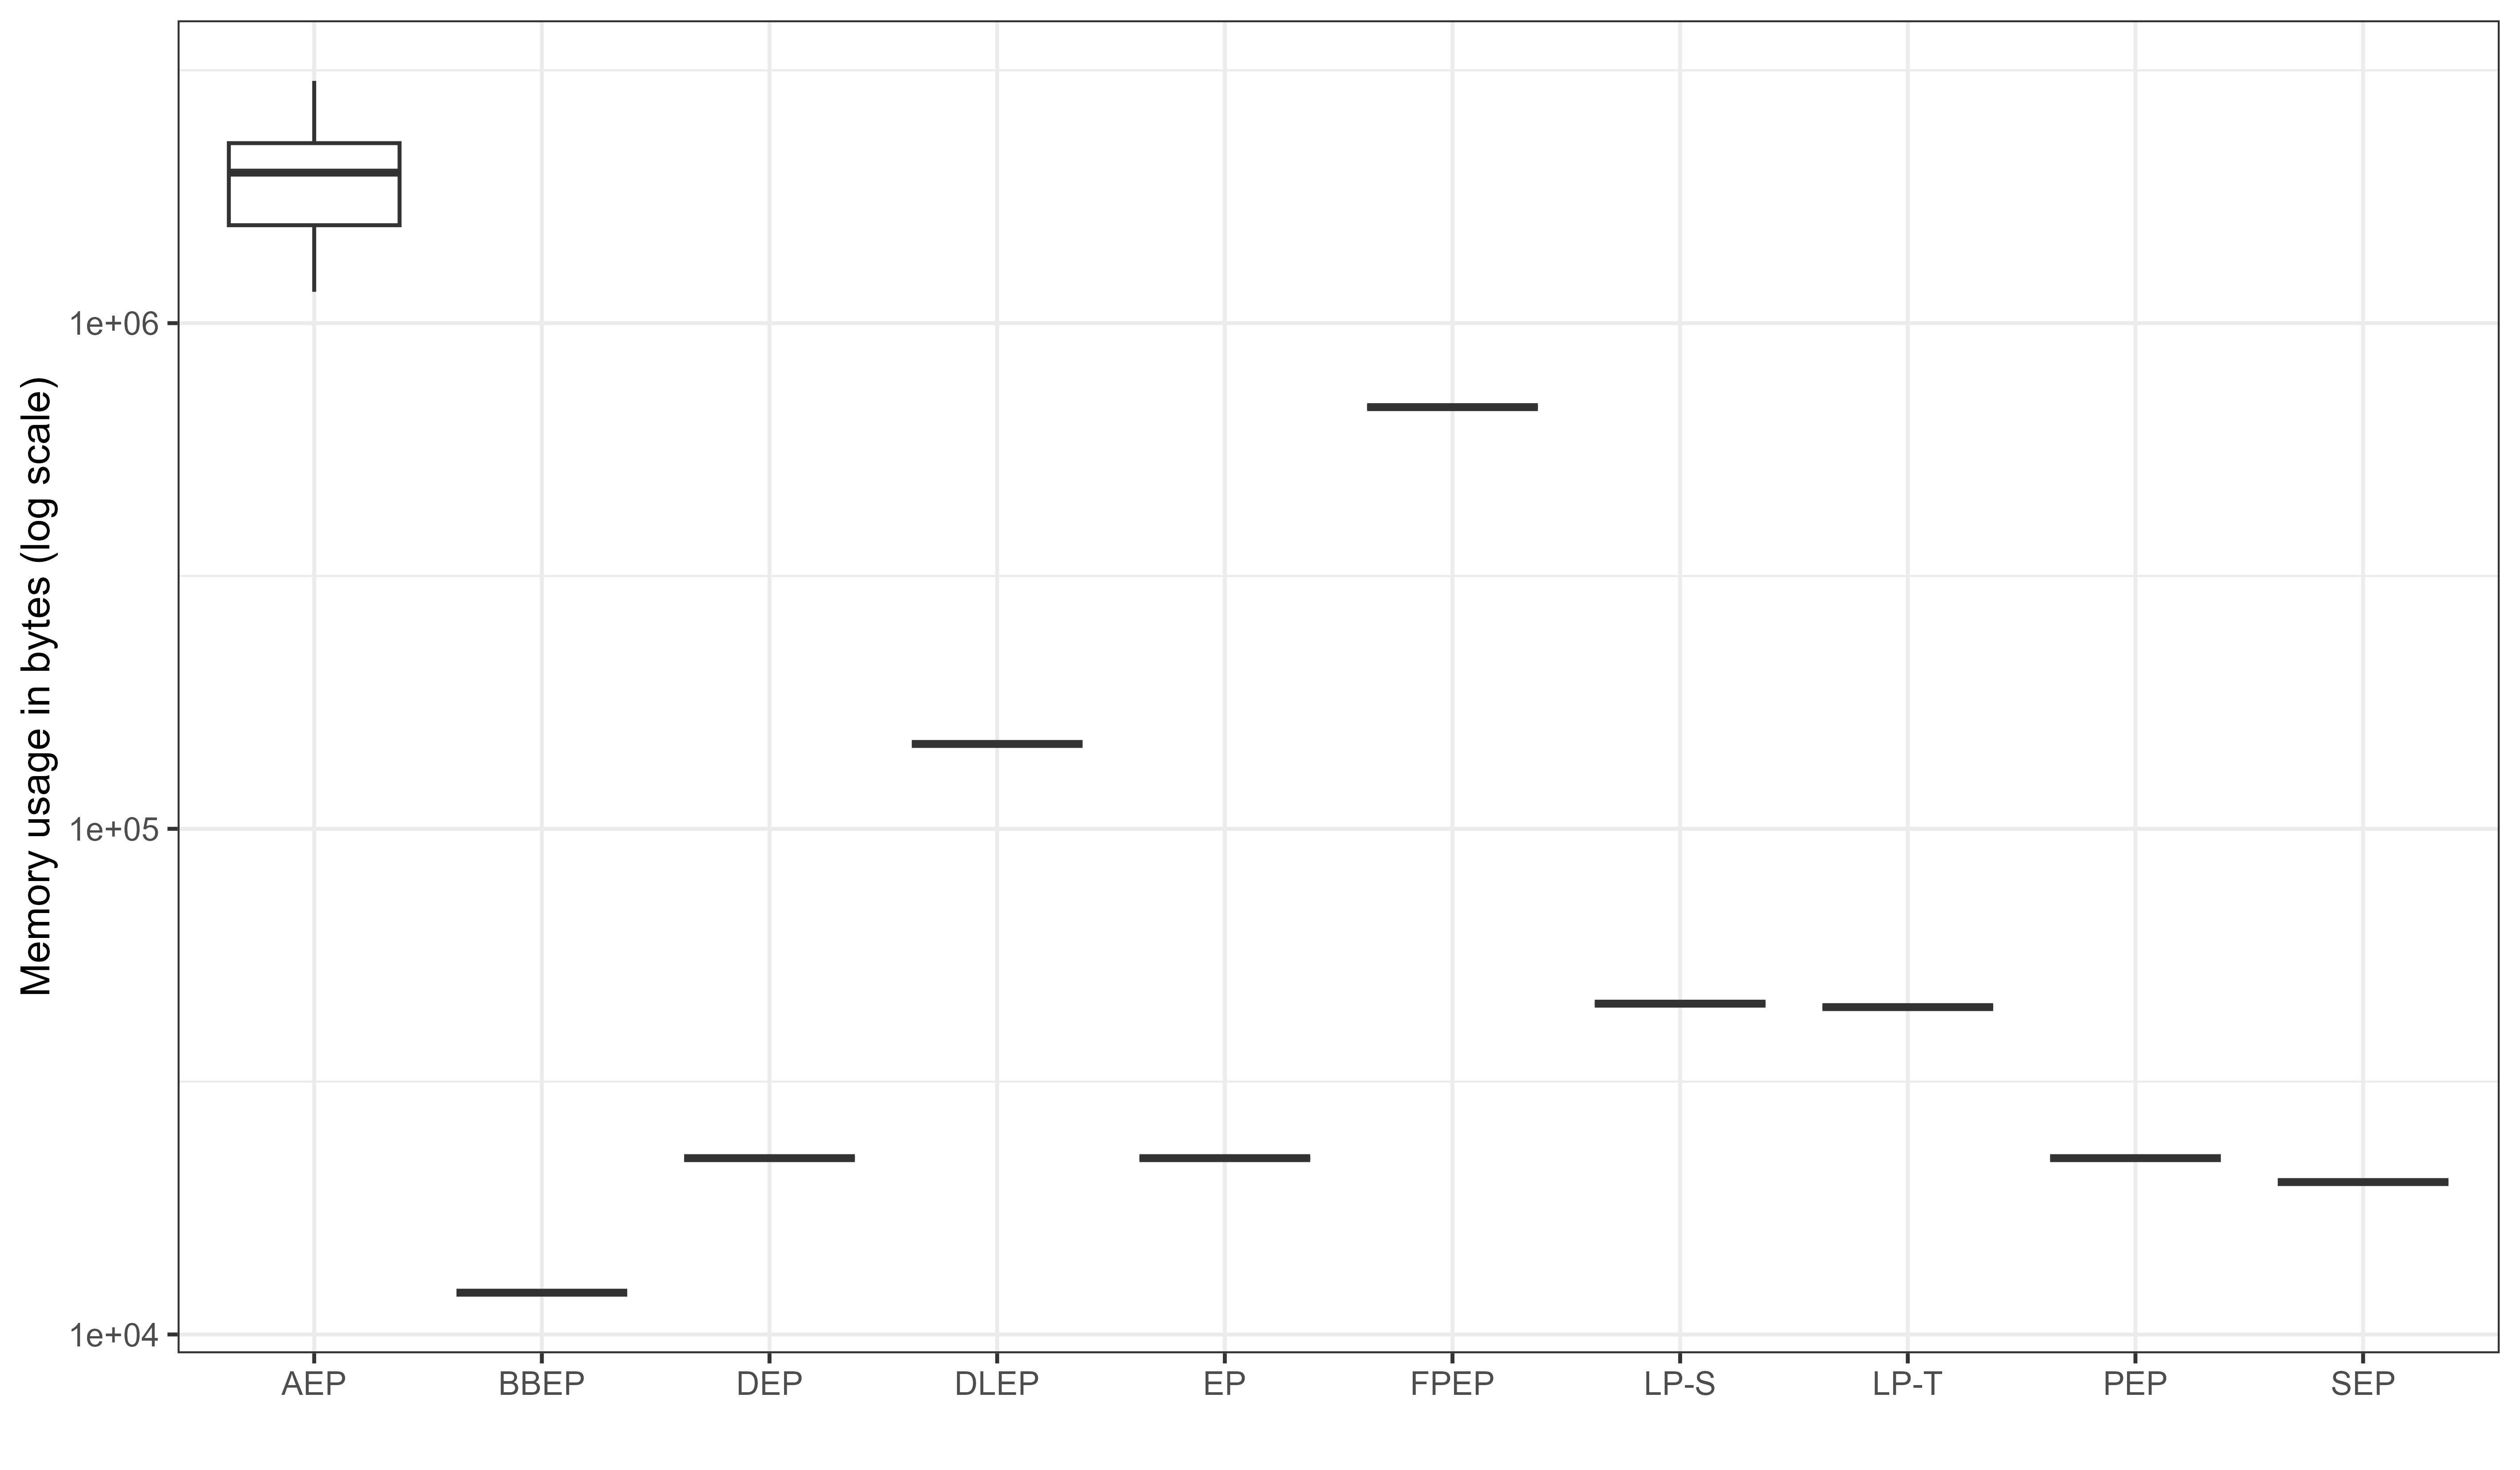 Memory usage in bytes (log scale)
1e+06
1e+05
1e+04
AEP BBEP DEP DLEP EP FPEP LP-S LP-T PEP SEP